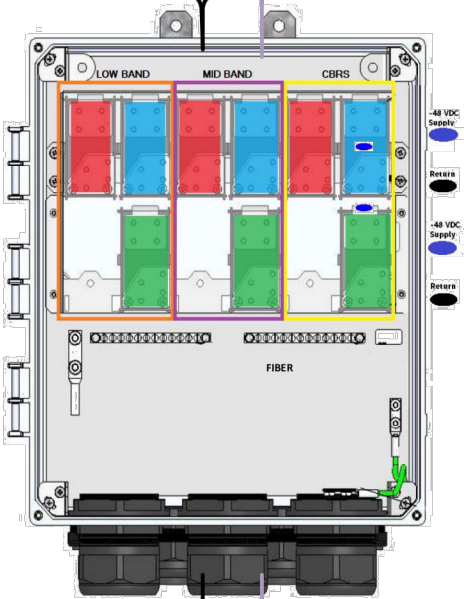 LOW BAND
MID BAND
CBRS
-48 VDC
Supply
Return
-48 VDC
Supply
Return
FIBER